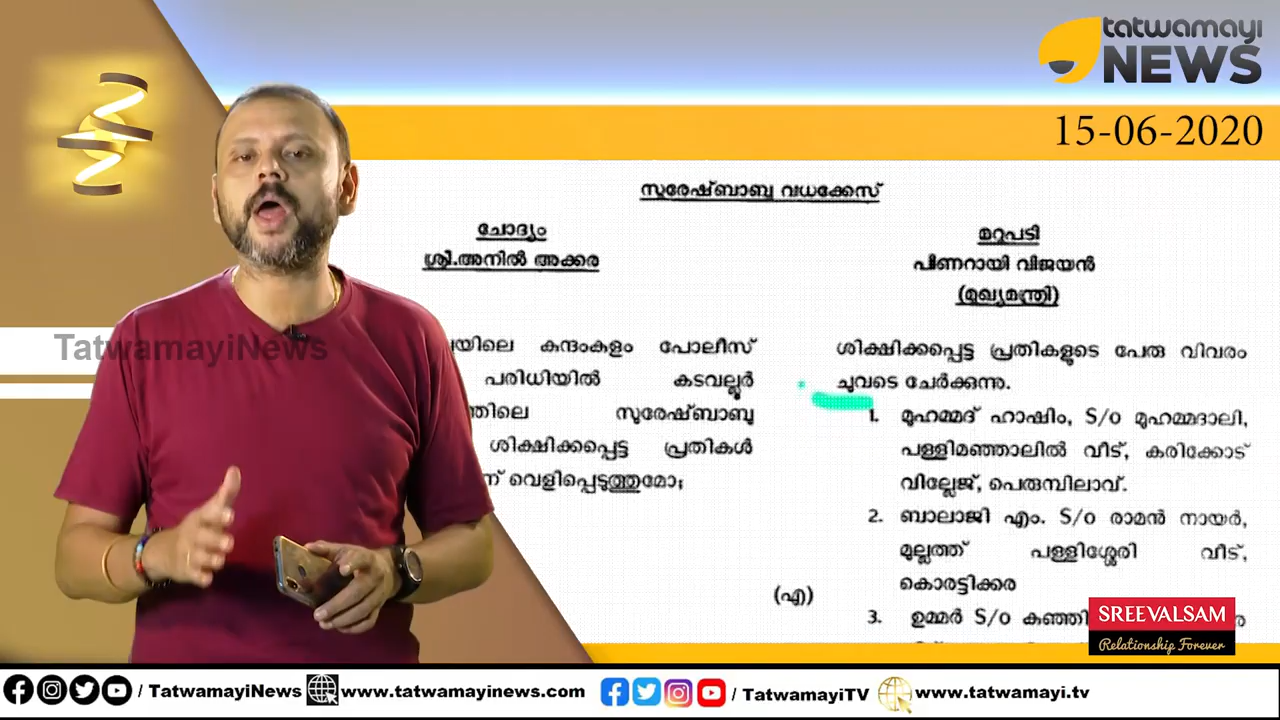 tatwamayi
NEWS
15-06-2020
സുരേഷ്ബാബു വധക്കേസ്
ചോദ്യം
ശ്രീ.അനിൽ അക്കര
മറുപടി
പിണറായി വിജയൻ
(മുഖ്യമന്ത്രി)
TatwamayiNews
യിലെ കുന്ദംകുളം പോലീസ്
പരിധിയിൽ കടവല്ലൂർ
ത്തിലെ സുരേഷ്ബാബു
ശിക്ഷിക്കപ്പെട്ട പ്രതികൾ
ന് വെളിപ്പെടുത്തുമോ;
(എ)
ശിക്ഷിക്കപ്പെട്ട പ്രതികളുടെ പേരു വിവരം
ചുവടെ ചേർക്കുന്നു.
1. മുഹമ്മദ് ഹാഷിം, S/o മുഹമ്മദാലി,
പള്ളിമഞ്ഞാലിൽ വീട്, കരിക്കോട്
വില്ലേജ്, പെരുമ്പിലാവ്.
2. ബാലാജി എം. S/o രാമൻ നായർ,
മുല്ലത്ത് പള്ളിശ്ശേരി വീട്,
കൊരട്ടിക്കര
3. ഉമ്മർ S/o കുഞ്ഞി
SREEVALSAM
Relationship Forever
/ TatwamayiNews www.tatwamayinews.com / TatwamayiTV www.tatwamayi.tv